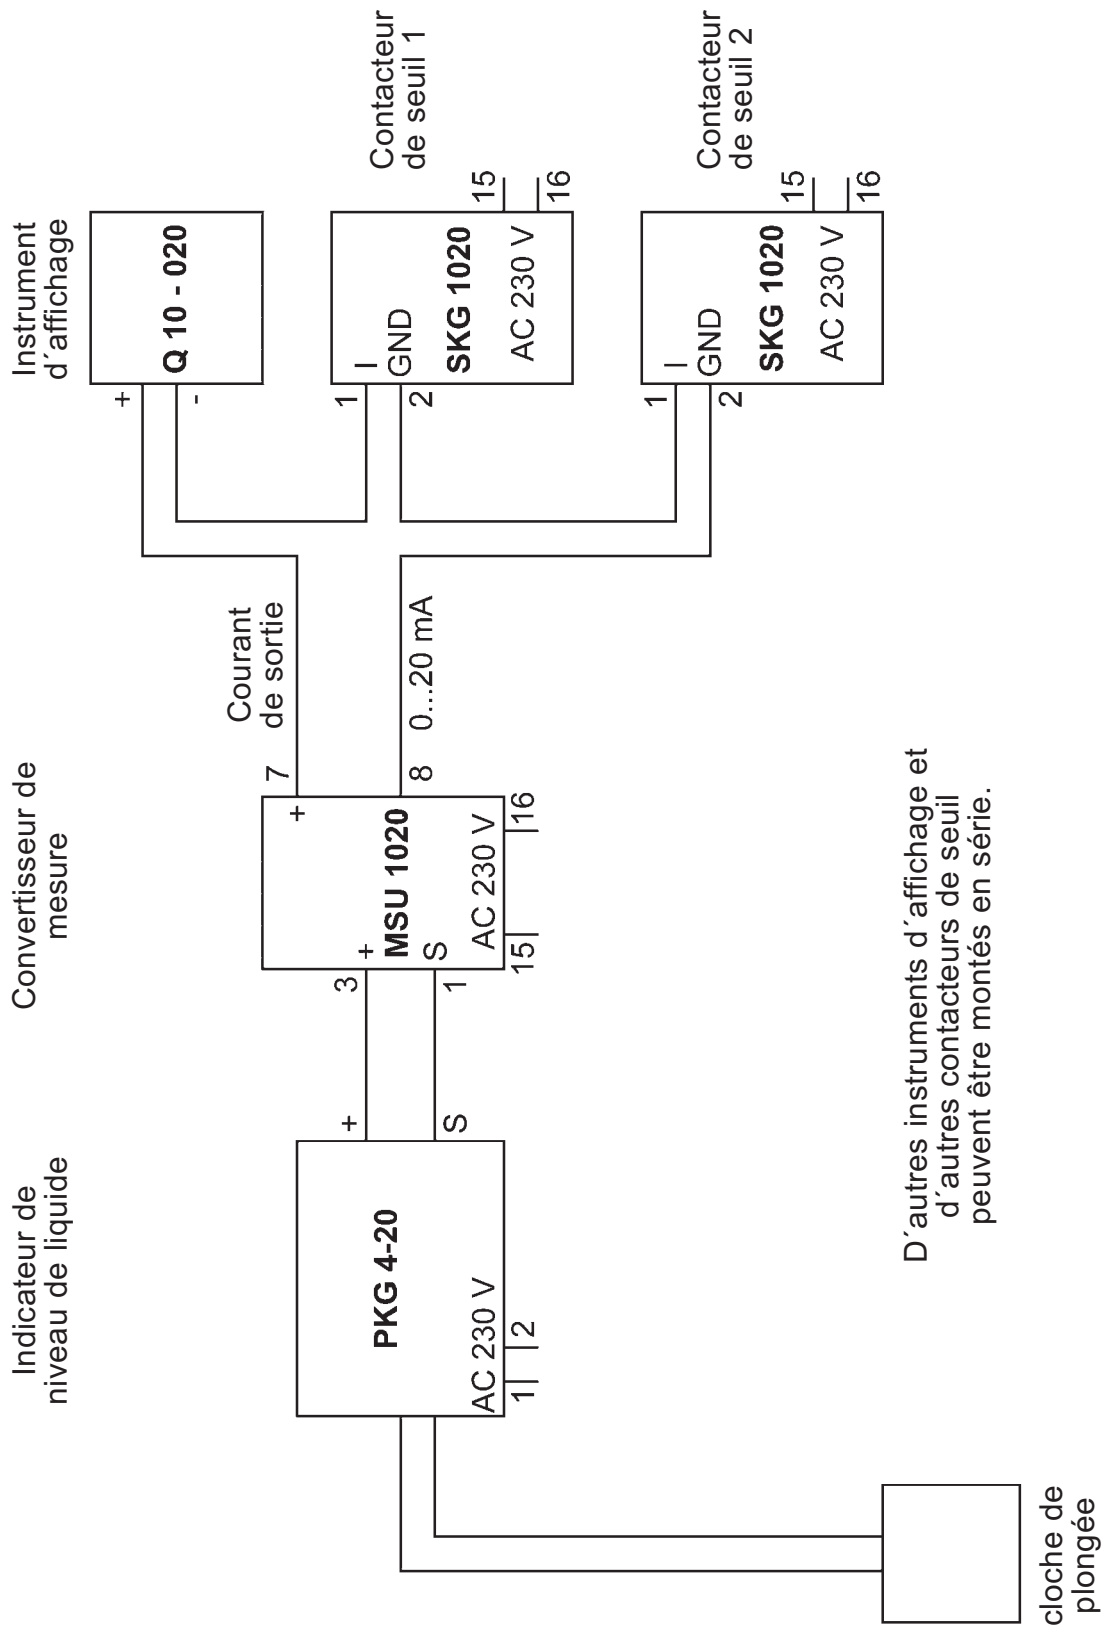 Indicateur de
niveau de liquide
Convertisseur de
mesure
Instrument
d´affichage
PKG 4-20
AC 230 V
1
2
+
S
3
1
+
S
MSU 1020
AC 230 V
15
16
+
7
8
Courant
de sortie
0...20 mA
+
-
Q 10 - 020
Contacteur
de seuil 1
1
2
I
GND
SKG 1020
AC 230 V
15
16
Contacteur
de seuil 2
1
2
I
GND
SKG 1020
AC 230 V
15
16
cloche de
plongée
D´autres instruments d´affichage et
d´autres contacteurs de seuil
peuvent être montés en série.